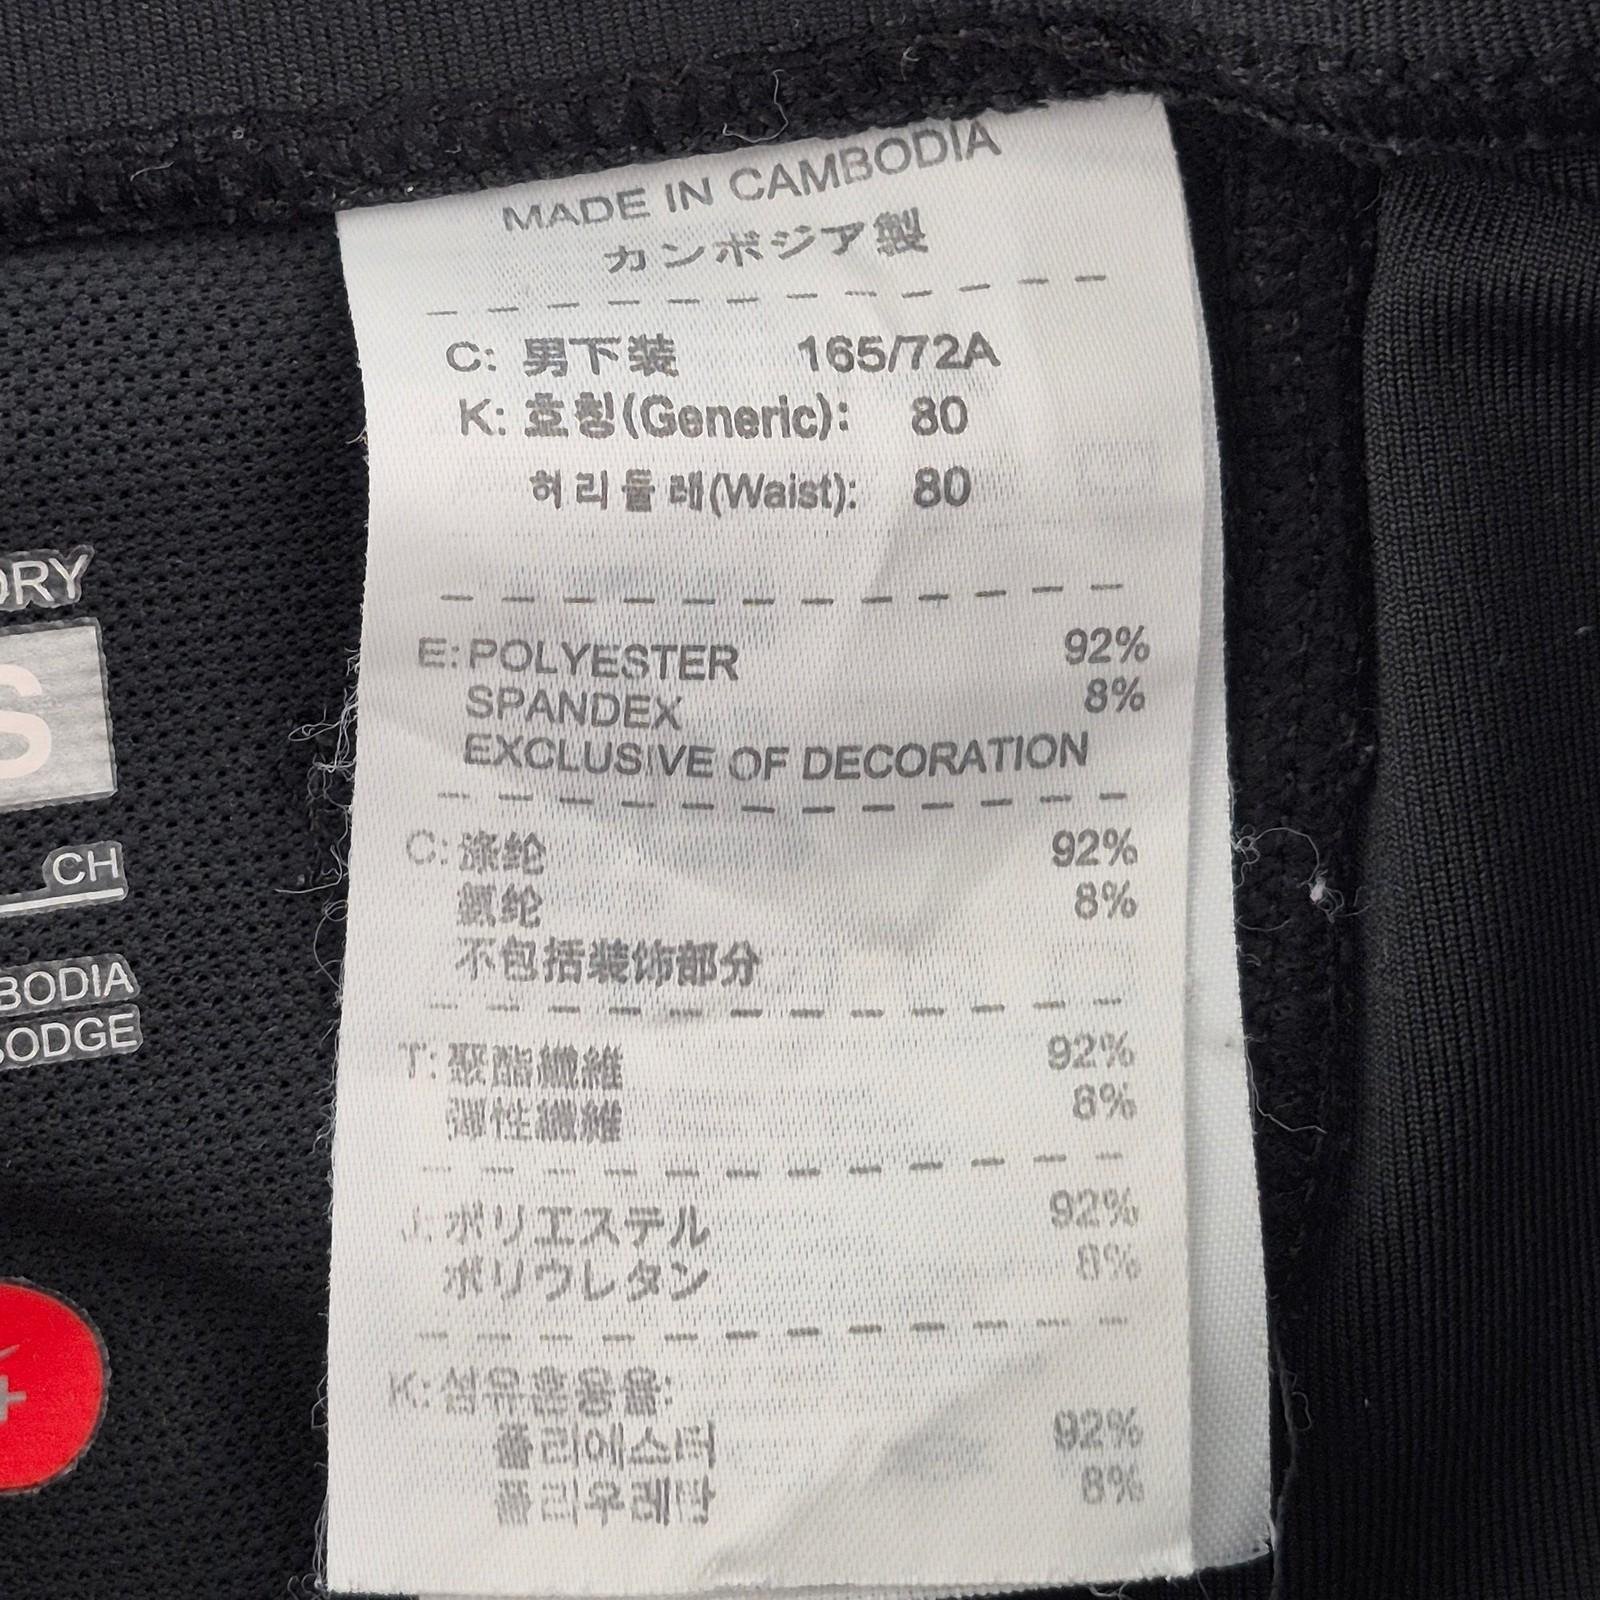 MADE IN CAMBODIA
カンボジア製
C: 男下装 165/72A
K: 호칭(Generic): 80
허리둘레(Waist): 80
E: POLYESTER 92%
SPANDEX 8%
EXCLUSIVE OF DECORATION
C: 涤纶 92%
氨纶 8%
不包括装饰部分
T: 聚酯纖維 92%
彈性纖維 8%
J: ポリエステル 92%
ポリウレタン 8%
K: 섬유혼용율:
폴리에스터 92%
폴리우레탄 8%
DRY
S
CH
BODIA
BODGE